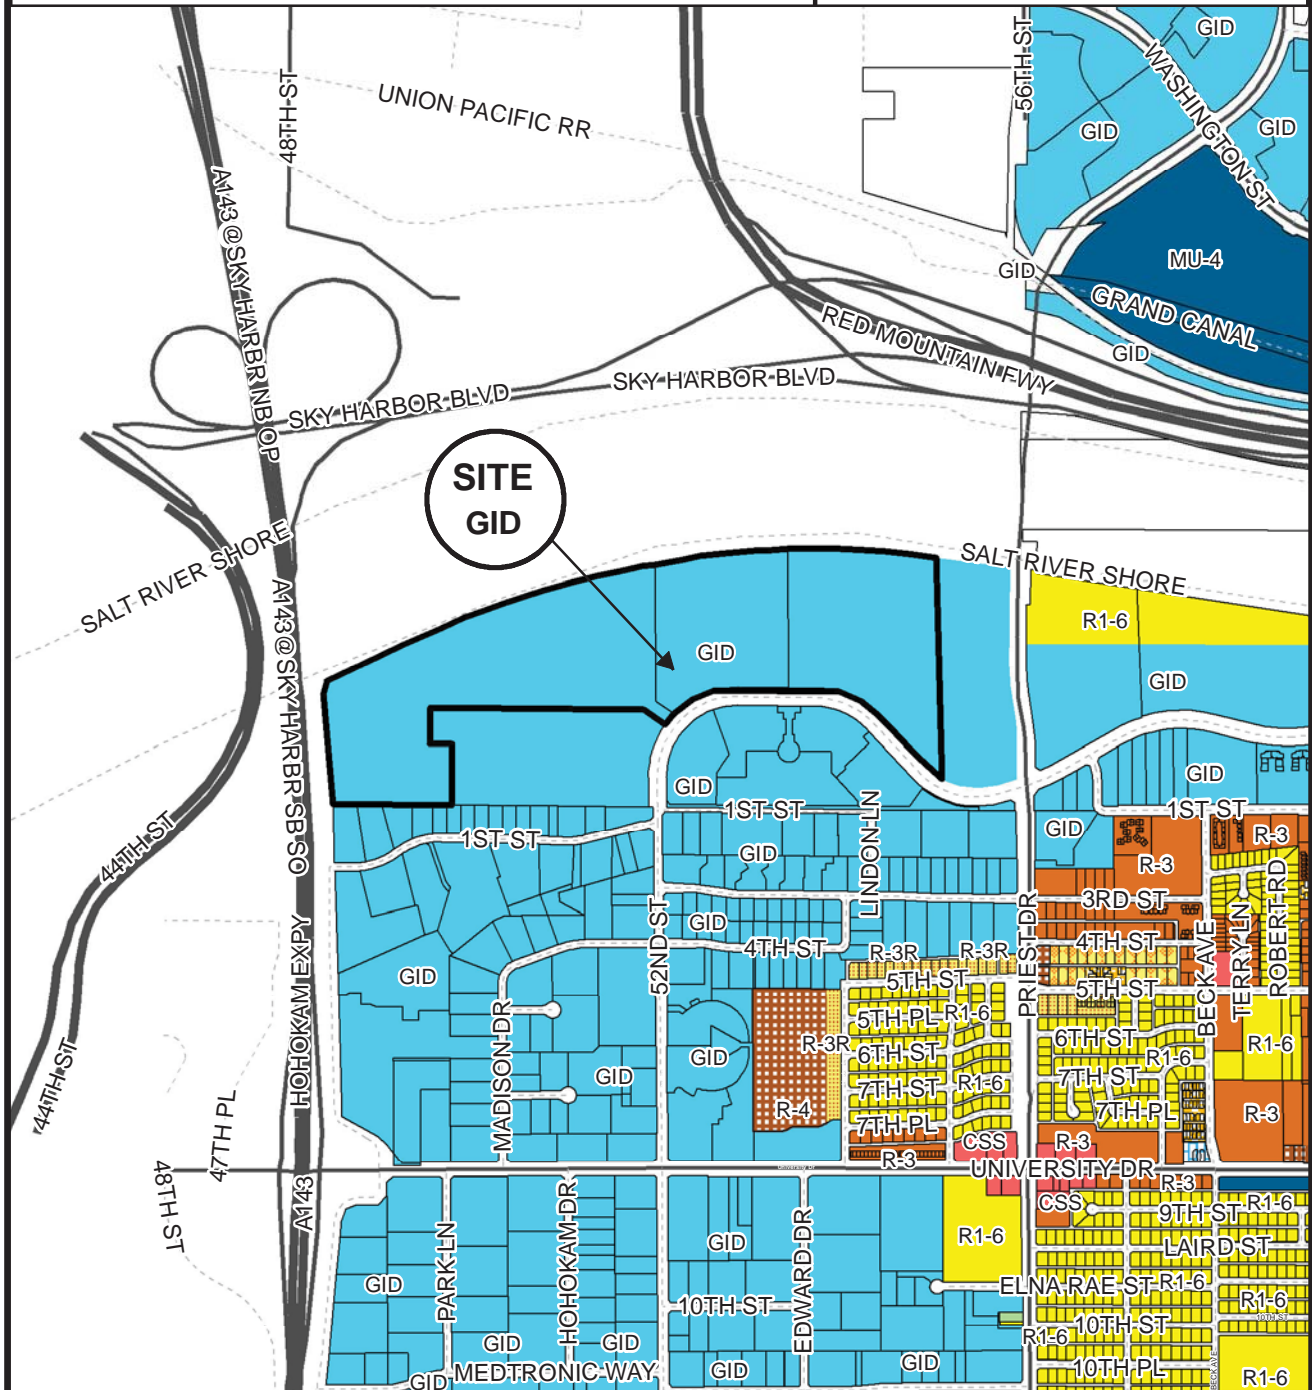 GID
56TH ST
WASHINGTON ST
48TH ST
UNION PACIFIC RR
GID
GID
A143 @SKY HARBR NB OP
MU-4
GID
GRAND CANAL
RED MOUNTAIN FWY
GID
SKY HARBOR BLVD
SKY HARBOR BLVD
SITE
GID
SALT RIVER SHORE
SALT RIVER SHORE
A143@SKY HARBR SB SO
R1-6
GID
GID
GID
GID
1ST ST
1ST ST
1ST ST
LINDON LN
GID
R-3
44TH ST
GID
R-3
3RD ST
ROBERT RD
52ND ST
GID
PRIEST DR
TERRY LN
4TH ST
4TH ST
BECK AVE
HOHOKAM EXPY
GID
R-3R
R-3R
5TH ST
5TH ST
MADISON DR
5TH PL
R1-6
6TH ST
R1-6
R-3R
6TH ST
R1-6
GID
GID
7TH ST
R1-6
7TH ST
44TH ST
47TH PL
R-4
7TH PL
7TH PL
R-3
CSS
R-3
R-3
UNIVERSITY DR
University Dr
48TH ST
A143
R-3
CSS
9TH ST
R1-6
HOHOKAM DR
EDWARD DR
PARK LN
GID
R1-6
LAIRD ST
GID
ELNA RAE ST
R1-6
10TH ST
R1-6
10TH ST
10TH ST
GID
GID
R1-6
GID
MEDTRONIC WAY
GID
GID
10TH PL
BECK AVE
R1-6